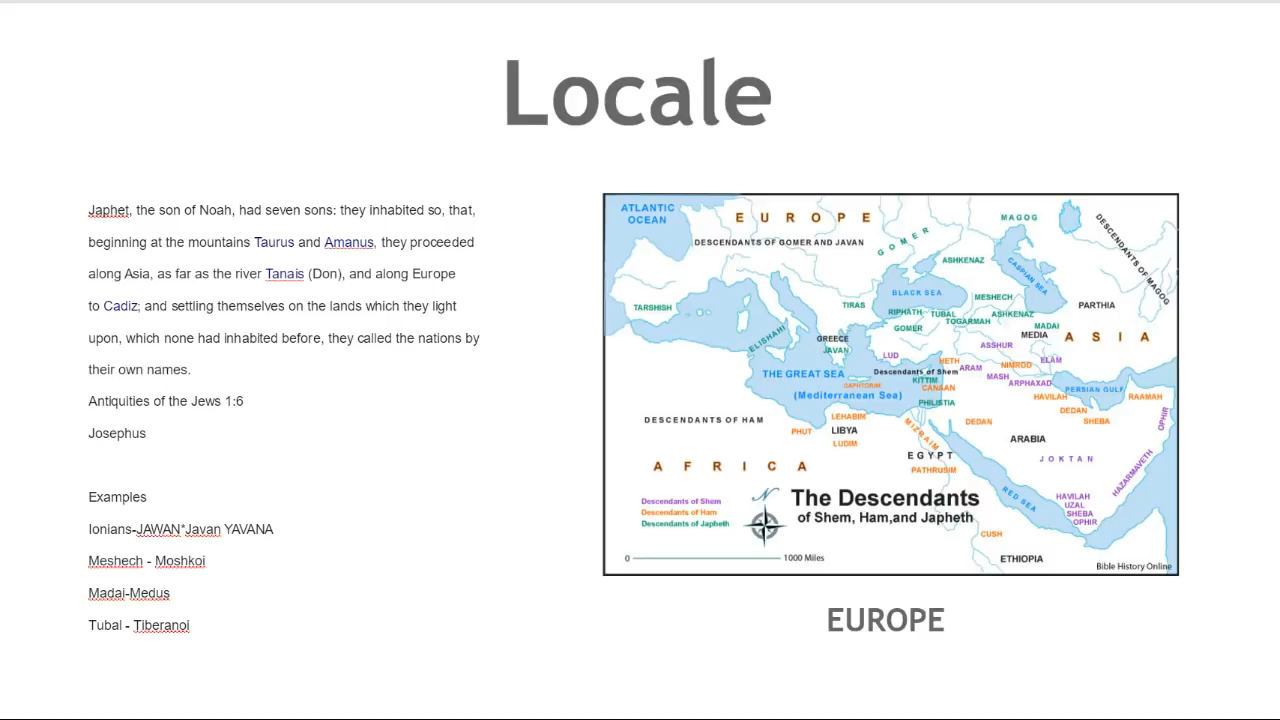 Locale
Japhet, the son of Noah, had seven sons: they inhabited so, that,
beginning at the mountains Taurus and Amanus, they proceeded
along Asia, as far as the river Tanais (Don), and along Europe
to Cadiz; and settling themselves on the lands which they light
upon, which none had inhabited before, they called the nations by
their own names.
Antiquities of the Jews 1:6
Josephus
Examples
Ionians-JAWAN*Javan YAVANA
Meshech - Moshkoi
Madai-Medus
Tubal - Tiberanoi
ATLANTIC
OCEAN
EUROPE
DESCENDANTS OF GOMER AND JAVAN
GOMER
MAGOG
DESCENDANTS OF MAGOG
ASHKENAZ
CASPIAN SEA
BLACK SEA
MESHECH
TARSHISH
TIRAS
RIPHATH
TUBAL
ASHKENAZ
TOGARMAH
PARTHIA
GOMER
MADAI
MEDIA
ASIA
ELISHAH
GREECE
JAVAN
LUD
ASSHUR
HETH
ARAM
NIMROD
ELAM
THE GREAT SEA
Descendants of Shem
KITTIM
MASH
ARPHAXAD
CAPHTORIM
CANAAN
PERSIAN GULF
(Mediterranean Sea)
PHILISTIA
HAVILAH
RAAMAH
DEDAN
SHEBA
OPHIR
DESCENDANTS OF HAM
LEHABIM
PHUT
LIBYA
LUDIM
MIZRAIM
DEDAN
ARABIA
EGYPT
JOKTAN
AFRICA
PATHRUSIM
HAZARMAVETH
N
RED SEA
HAVILAH
UZAL
SHEBA
OPHIR
Descendants of Shem
Descendants of Ham
Descendants of Japheth
The Descendants
of Shem, Ham,and Japheth
CUSH
0 1000 Miles
ETHIOPIA
Bible History Online
EUROPE